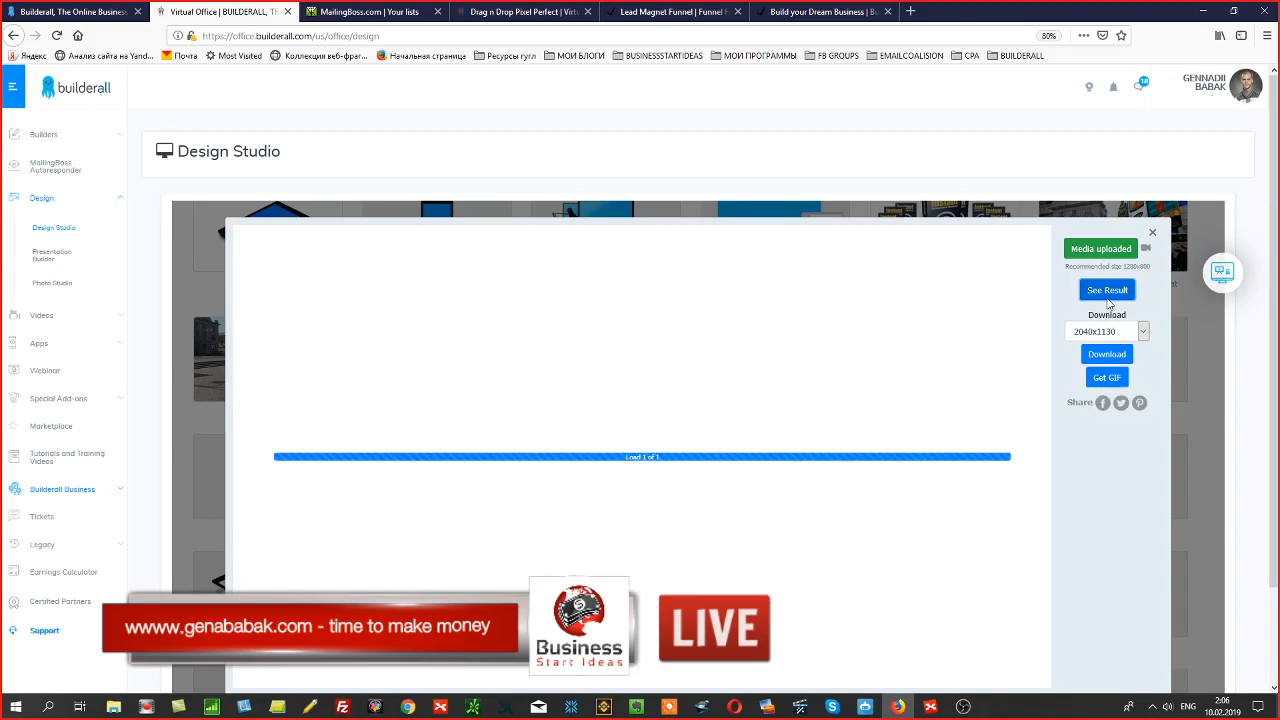 Builderall, The Online Business
Virtual Office | BUILDERALL, Th
MailingBoss.com | Your lists
Drag n Drop Pixel Perfect | Virtu
Lead Magnet Funnel | Funnel F
Build your Dream Business | Bu
https://office.builderall.com/us/office/design
80%
Яндекс
Анализ сайта на Yand...
Почта
Most Visited
Коллекция веб-фраг...
Начальная страница
Ресурсы гугл
МОИ БЛОГИ
BUSINESSSTARTIDEAS
МОИ ПРОГРАММЫ
FB GROUPS
EMAILCOALITION
CPA
BUILDERALL
builderall
18
GENNADII
BABAK
Builders
MailingBoss
Autoresponder
Design
Design Studio
Presentation
Builder
Photo Studio
Videos
Apps
Webinar
Special Add-ons
Marketplace
Tutorials and Training
Videos
Builderall Business
Tickets
Legacy
Earnings Calculator
Certified Partners
Support
Design Studio
Media uploaded
Recommended size 1280x800
See Result
Download
2040x1130
Download
Get GIF
Share
Load 1 of 1
wwww.genababak.com - time to make money
Business
Start Ideas
LIVE
ENG
2:06
10.02.2019